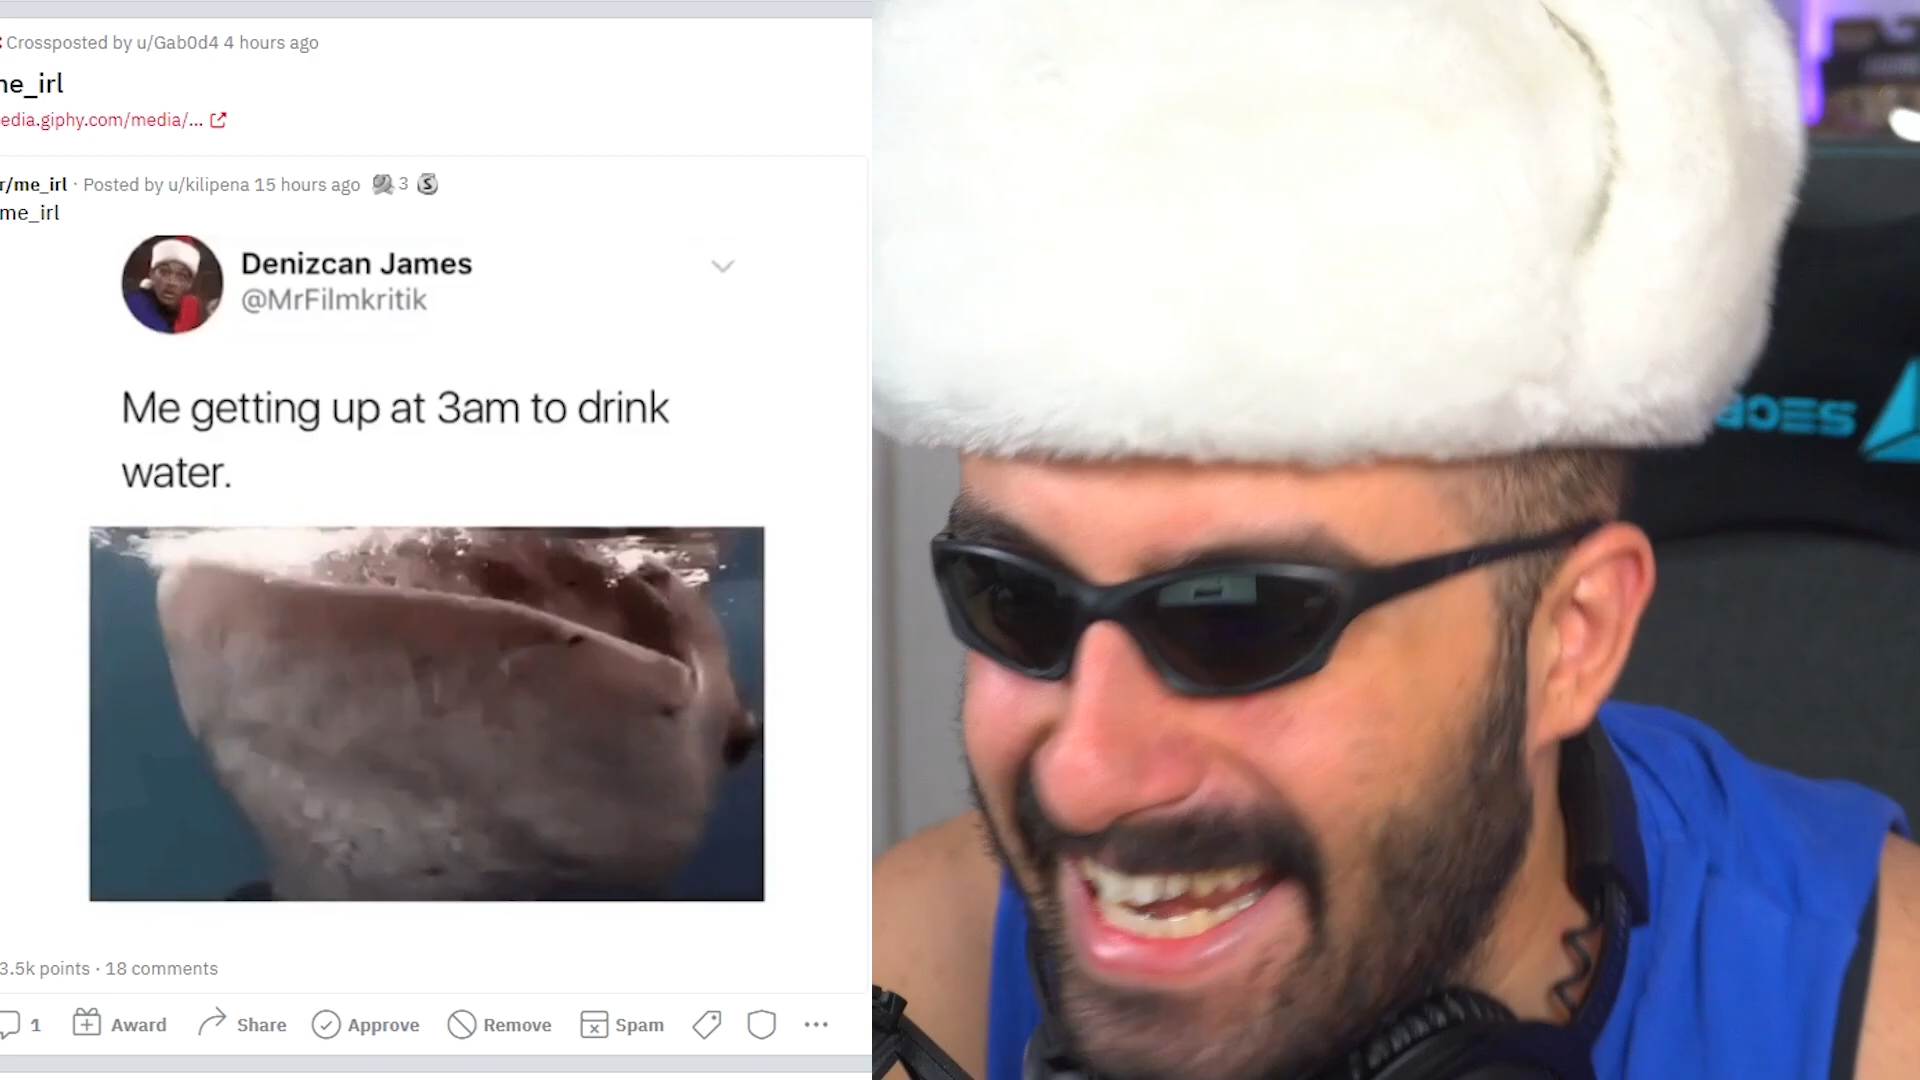 Crossposted by u/Gab0d4 4 hours ago
me_irl
edia.giphy.com/media/...
r/me_irl · Posted by u/kilipena 15 hours ago 3
me_irl
Denizcan James
@MrFilmkritik
Me getting up at 3am to drink
water.
3.5k points · 18 comments
1 Award Share Approve Remove Spam